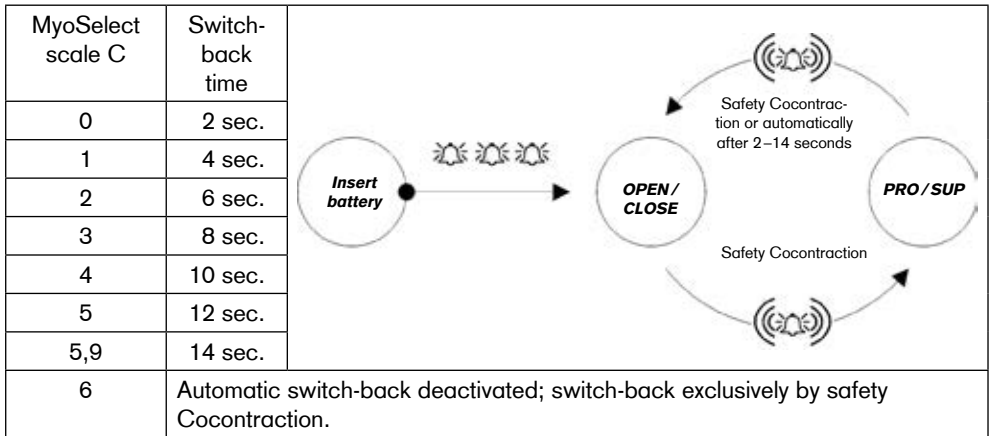 MyoSelect
scale C
Switch-
back
time
0
2 sec.
1
4 sec.
2
6 sec.
3
8 sec.
4
10 sec.
5
12 sec.
5,9
14 sec.
Insert
battery
OPEN/
CLOSE
Safety Cocontrac-
tion or automatically
after 2–14 seconds
PRO/SUP
Safety Cocontraction
6
Automatic switch-back deactivated; switch-back exclusively by safety
Cocontraction.